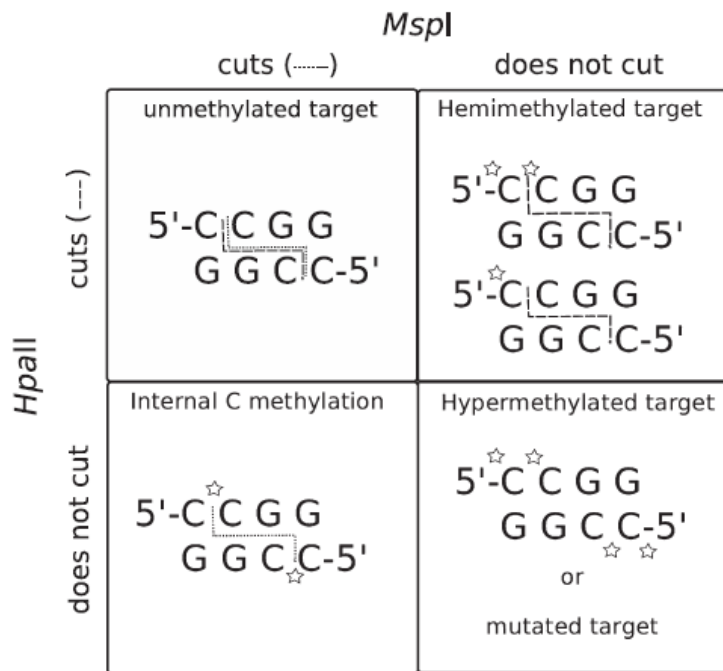 MspI
cuts (......–)
does not cut
HpaII
cuts (---)
does not cut
unmethylated target
5'-C C G G
G G C C-5'
Hemimethylated target
5'-C C G G
G G C C-5'
5'-C C G G
G G C C-5'
Internal C methylation
5'-C C G G
G G C C-5'
Hypermethylated target
5'-C C G G
G G C C-5'
or
mutated target